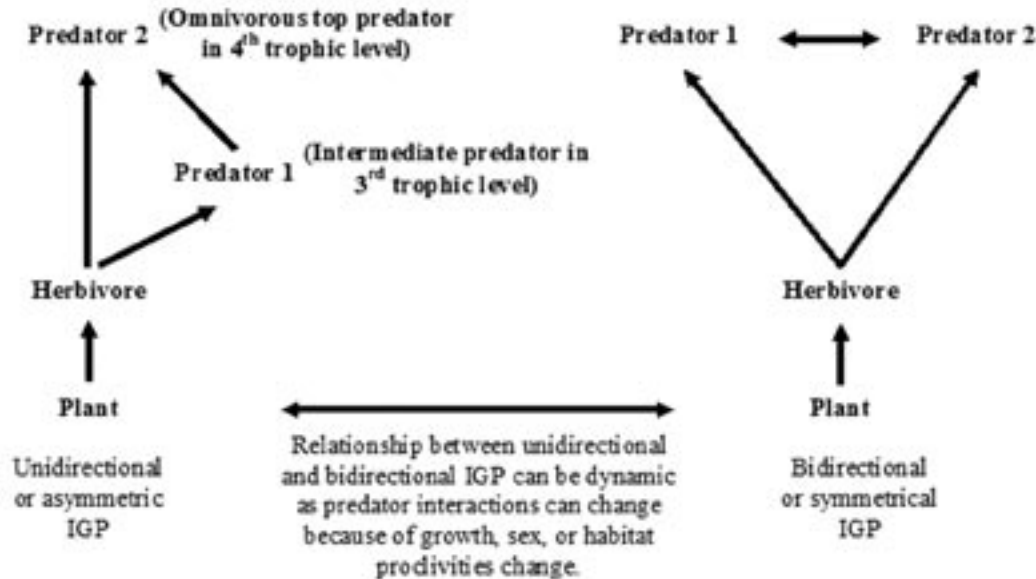 Predator 2 (Omnivorous top predator
in 4th trophic level)
Predator 1 (Intermediate predator in
3rd trophic level)
Herbivore
Plant
Unidirectional
or asymmetric
IGP
Relationship between unidirectional
and bidirectional IGP can be dynamic
as predator interactions can change
because of growth, sex, or habitat
proclivities change.
Predator 1 Predator 2
Herbivore
Plant
Bidirectional
or symmetrical
IGP